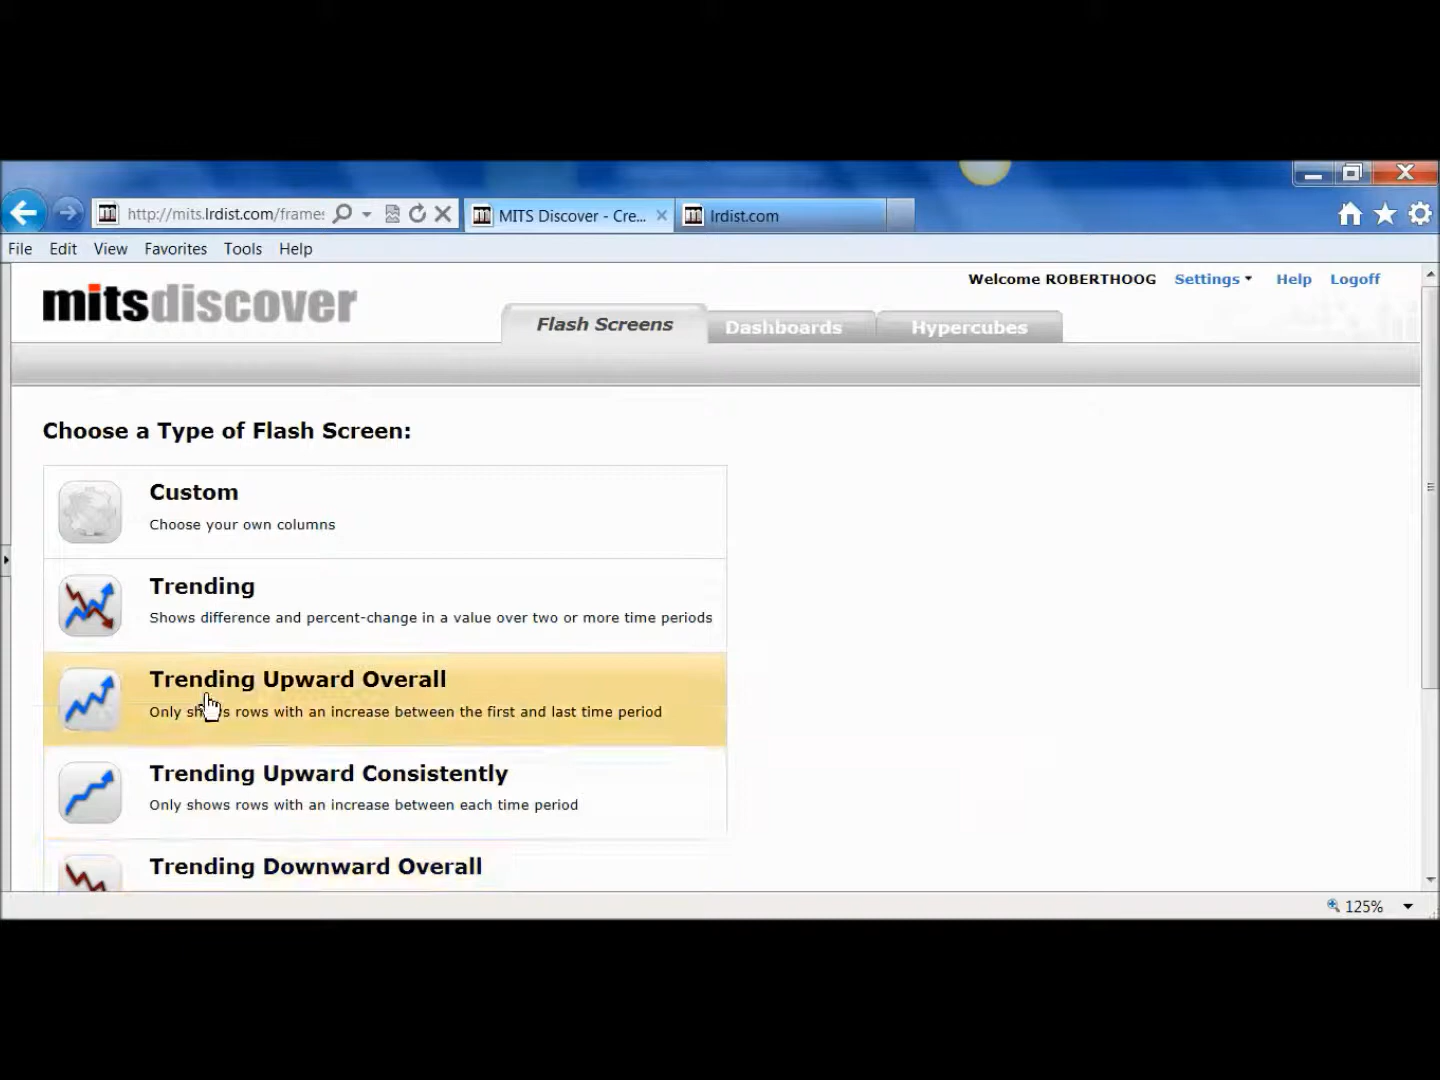 http://mits.lrdist.com/frames
MITS Discover - Cre...
lrdist.com
File Edit View Favorites Tools Help
Welcome ROBERTHOOG Settings Help Logoff
mitsdiscover
Flash Screens Dashboards Hypercubes
Choose a Type of Flash Screen:
Custom
Choose your own columns
Trending
Shows difference and percent-change in a value over two or more time periods
Trending Upward Overall
Only shows rows with an increase between the first and last time period
Trending Upward Consistently
Only shows rows with an increase between each time period
Trending Downward Overall
125%